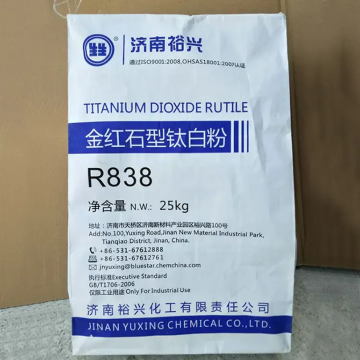 济南裕兴
通过ISO9001:2008,OHSAS18001:2007认证
TITANIUM DIOXIDE RUTILE
金红石型钛白粉
R838
净含量 N.W.: 25kg
地址:济南市天桥区济南新材料产业园区裕兴路100号
Add:No.100,Yuxing Road,Jinan New Material Industrial Park,
Tianqiao District, Jinan, China.
+86-531-67612888
+86-531-67612761
jnyuxing@bluestar.chemchina.com
执行标准Executive Standard
GB/T1706-2006
仅限工业用途 Only For Industrial Use
济南裕兴化工有限责任公司
JINAN YUXING CHEMICAL CO.,LTD.